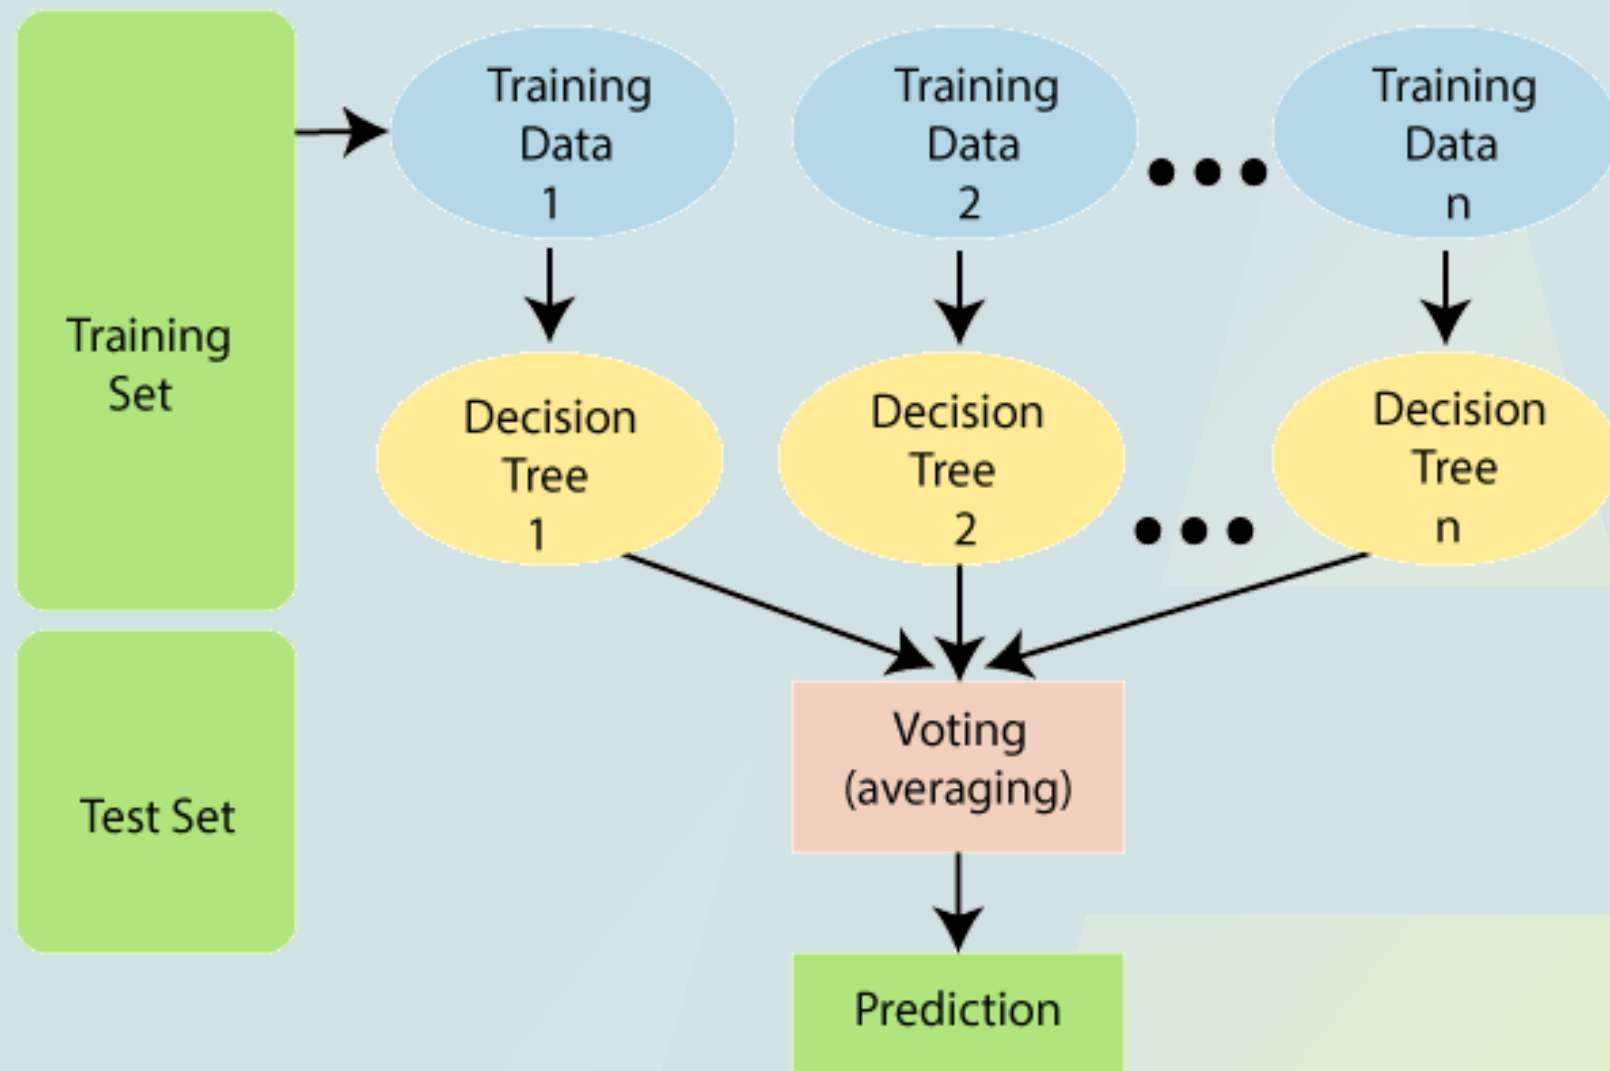 Training
Set
Test Set
Training
Data
1
Training
Data
2
Training
Data
n
Decision
Tree
1
Decision
Tree
2
Decision
Tree
n
Voting
(averaging)
Prediction